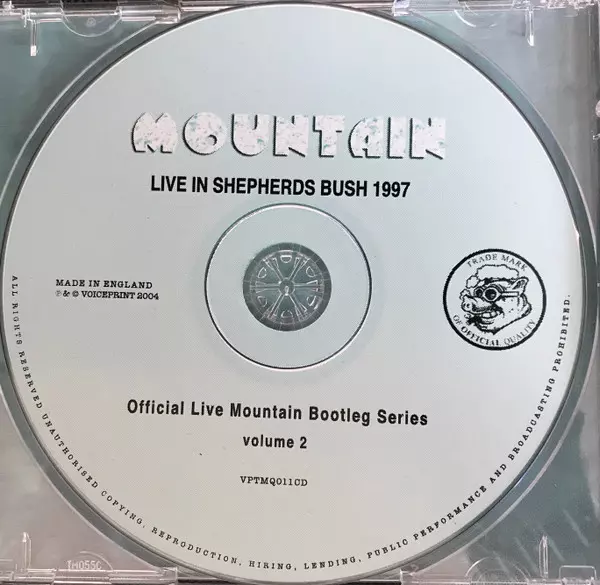 MOUNTAIN
LIVE IN SHEPHERDS BUSH 1997
MADE IN ENGLAND
℗ & © VOICEPRINT 2004
TRADE MARK
OF OFFICIAL QUALITY
Official Live Mountain Bootleg Series
volume 2
VPTMQ011CD
ALL RIGHTS RESERVED UNAUTHORISED COPYING, REPRODUCTION, HIRING, LENDING, PUBLIC PERFORMANCE AND BROADCASTING PROHIBITED.
TH055C